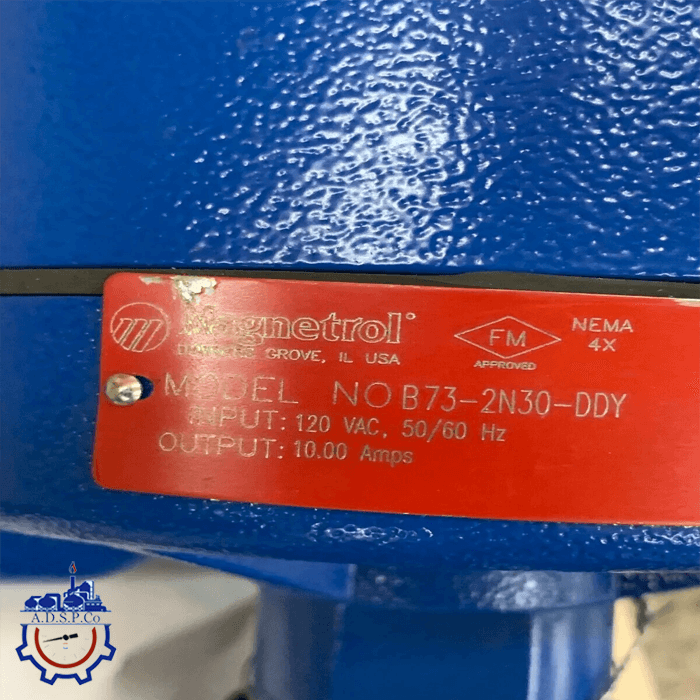 Magnetrol®
DOWNERS GROVE, IL USA
FM
APPROVED
NEMA
4X
MODEL NO B73-2N30-DDY
INPUT: 120 VAC, 50/60 Hz
OUTPUT: 10.00 Amps
A.D.S.P.Co